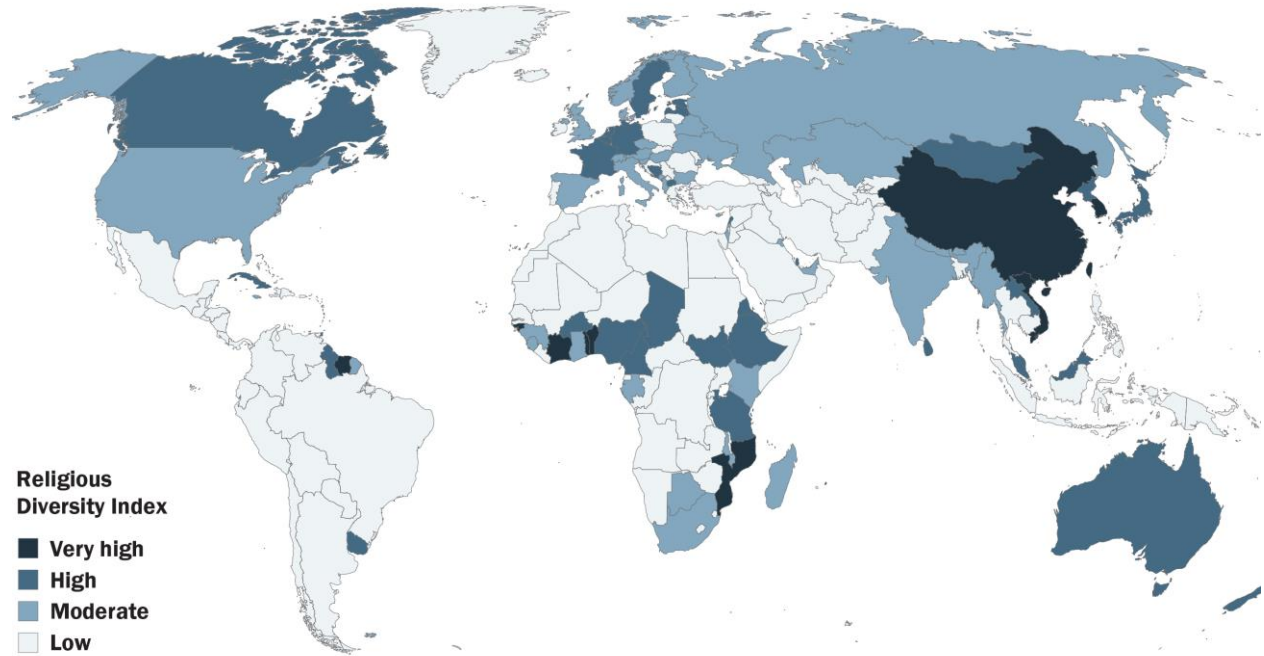 Religious
Diversity Index
Very high
High
Moderate
Low